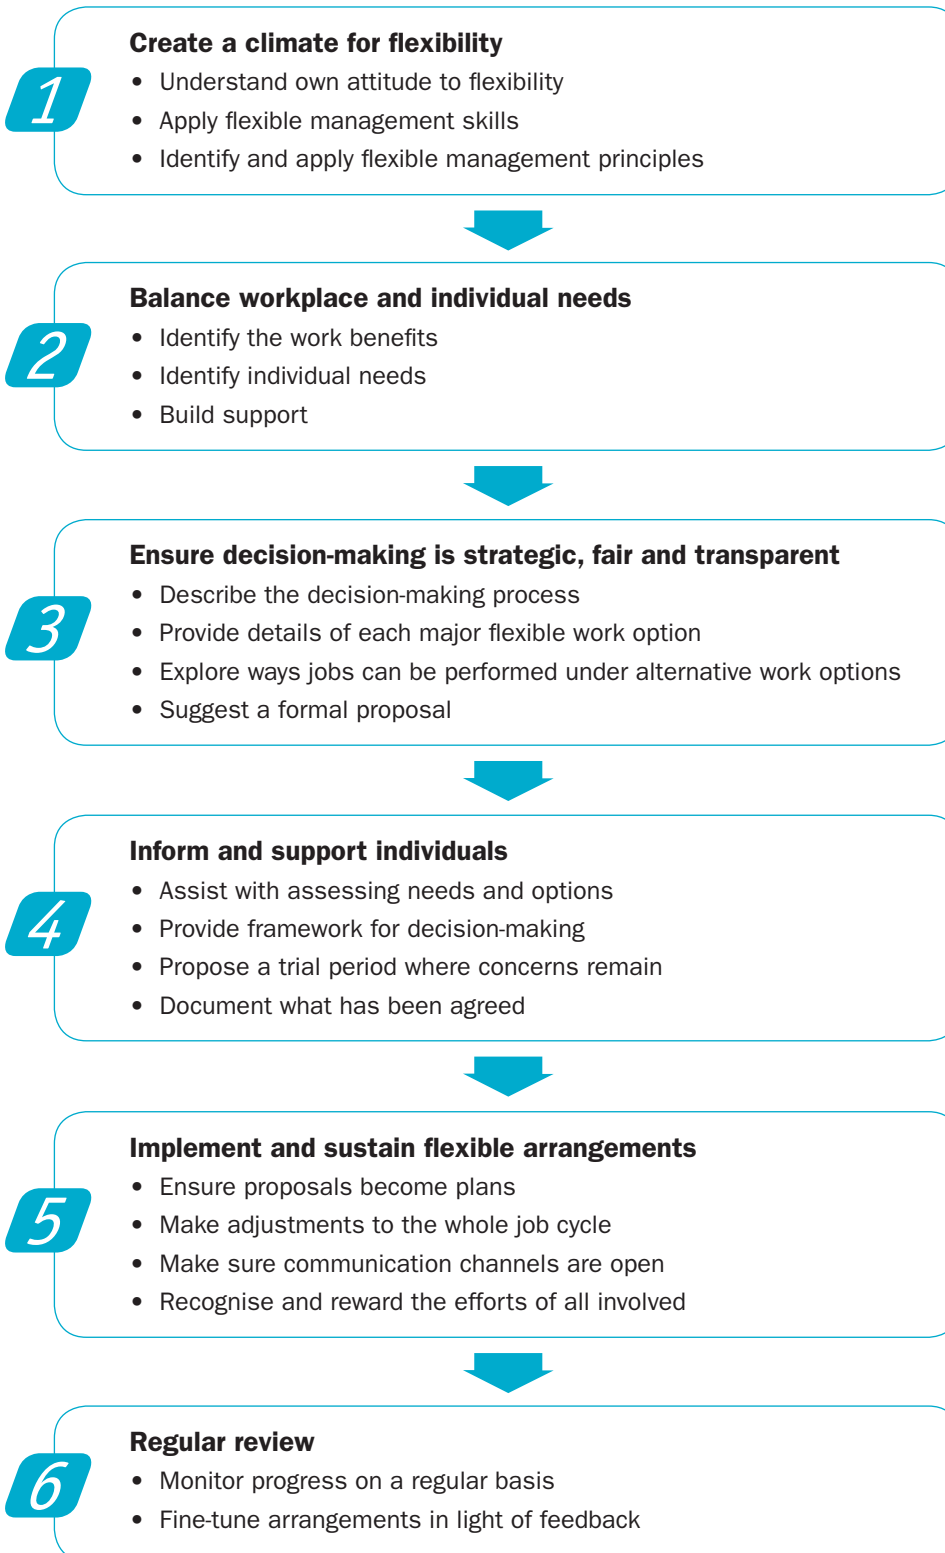 1
Create a climate for flexibility
• Understand own attitude to flexibility
• Apply flexible management skills
• Identify and apply flexible management principles
2
Balance workplace and individual needs
• Identify the work benefits
• Identify individual needs
• Build support
3
Ensure decision-making is strategic, fair and transparent
• Describe the decision-making process
• Provide details of each major flexible work option
• Explore ways jobs can be performed under alternative work options
• Suggest a formal proposal
4
Inform and support individuals
• Assist with assessing needs and options
• Provide framework for decision-making
• Propose a trial period where concerns remain
• Document what has been agreed
5
Implement and sustain flexible arrangements
• Ensure proposals become plans
• Make adjustments to the whole job cycle
• Make sure communication channels are open
• Recognise and reward the efforts of all involved
6
Regular review
• Monitor progress on a regular basis
• Fine-tune arrangements in light of feedback